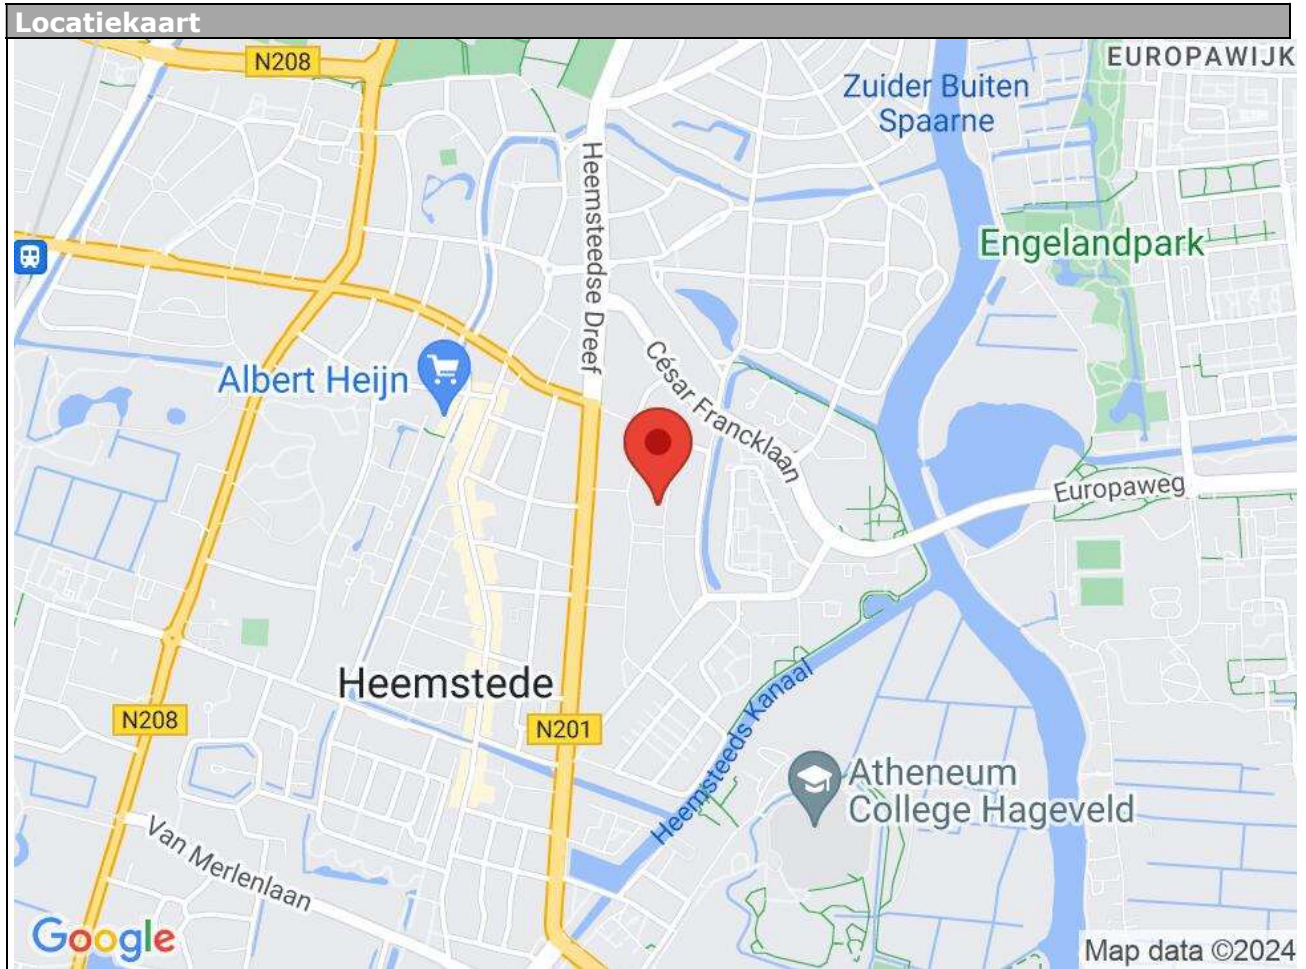 Locatiekaart
N208
EUROPAWIJK
Zuider Buiten
Spaarne
Heemsteedse Dreef
Engelandpark
César Francklaan
Albert Heijn
Europaweg
Heemstede
N208
N201
Heemsteeds Kanaal
Atheneum
College Hageveld
Van Merlenlaan
Google
Map data ©2024